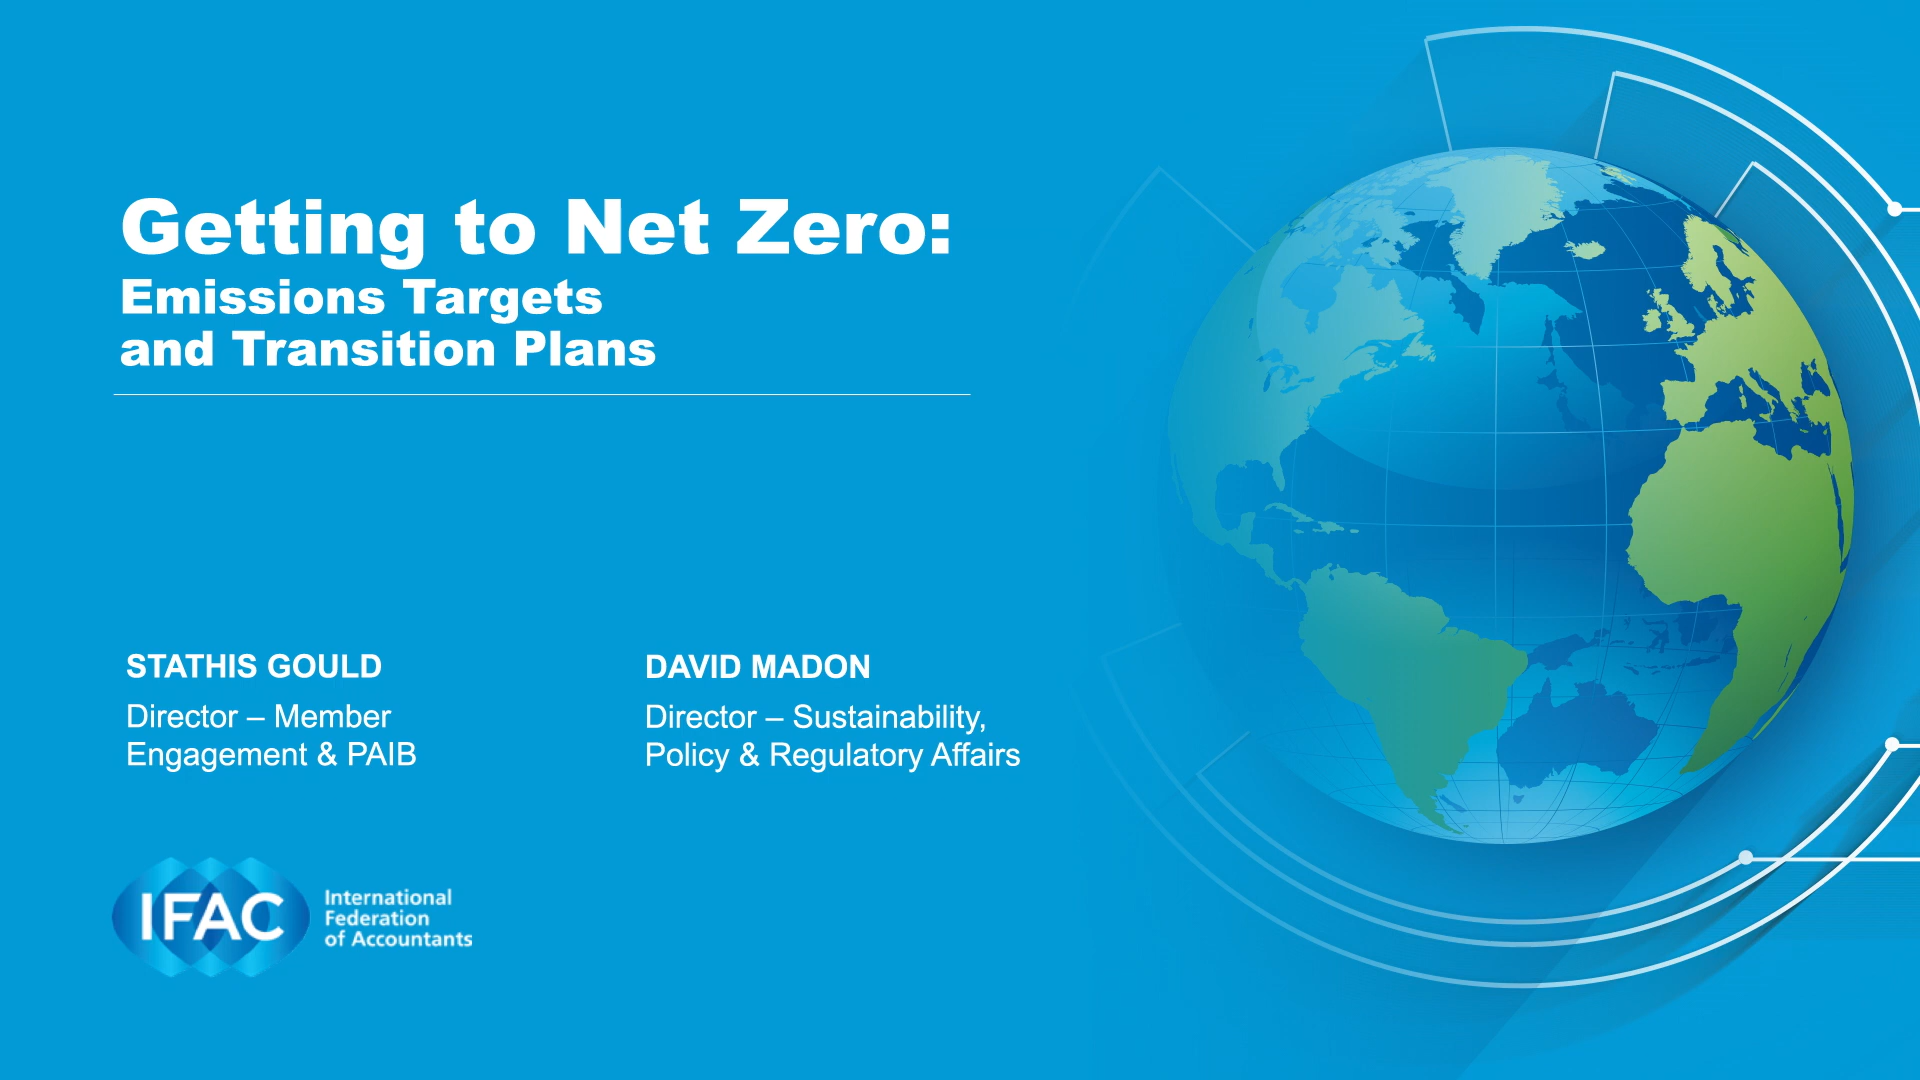 Getting to Net Zero:
Emissions Targets
and Transition Plans
STATHIS GOULD
Director – Member
Engagement & PAIB
DAVID MADON
Director – Sustainability,
Policy & Regulatory Affairs
IFAC
International
Federation
of Accountants